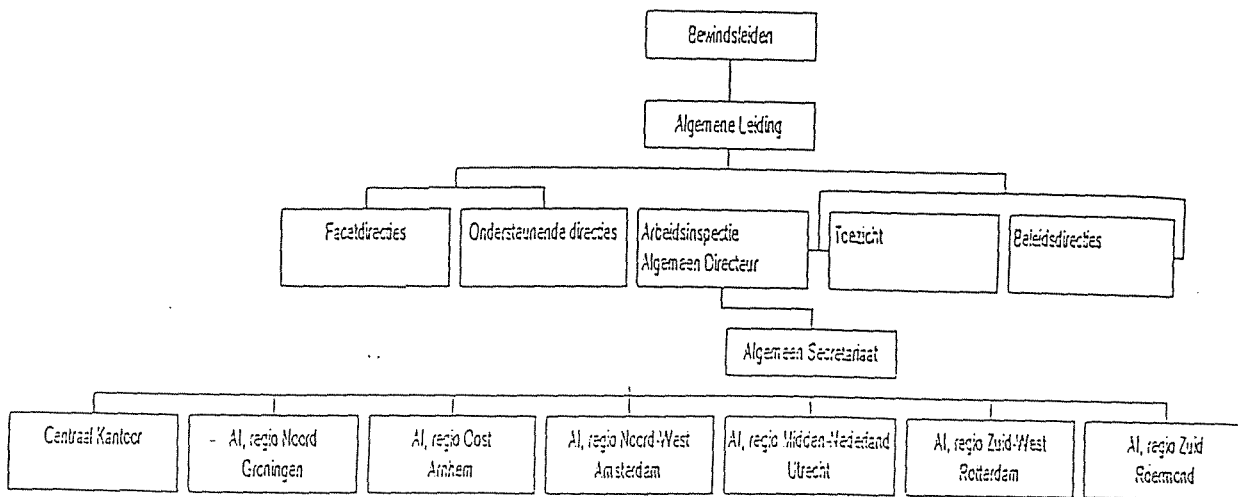 Bewindslieden
Algemene Leiding
Facetdirecties
Ondersteunende directies
Arbeidsinspectie
Algemeen Directeur
Toezicht
Beleidsdirecties
Algemeen Secretariaat
Centraal Kantoor
AI, regio Noord
Groningen
AI, regio Oost
Arnhem
AI, regio Noord-West
Amsterdam
AI, regio Midden-Nederland
Utrecht
AI, regio Zuid-West
Rotterdam
AI, regio Zuid
Roermond